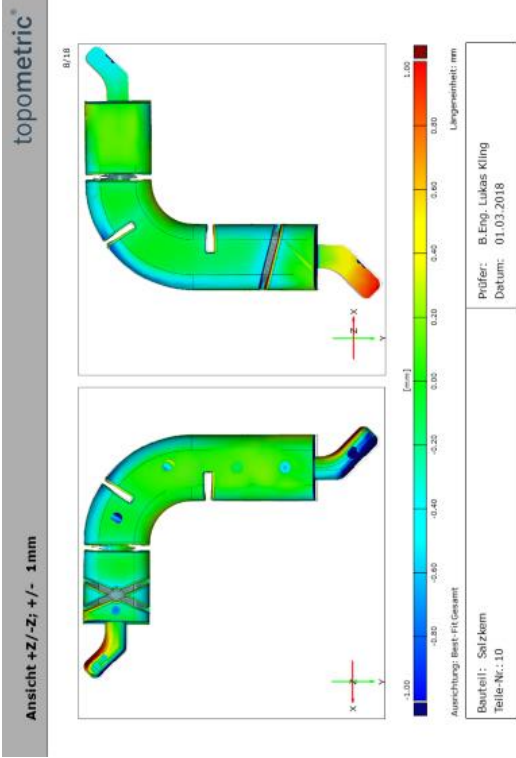 topometric®
Ansicht +Z/-Z; +/- 1mm
8/18
X
Z
Y
X
Z
Y
[mm]
-1.00
-0.80
-0.60
-0.40
-0.20
0.00
0.20
0.40
0.60
0.80
1.00
Ausrichtung: Best-Fit Gesamt
Längeneinheit: mm
Bauteil: Salzkern
Teile-Nr.: 10
Prüfer: B.Eng. Lukas Kling
Datum: 01.03.2018